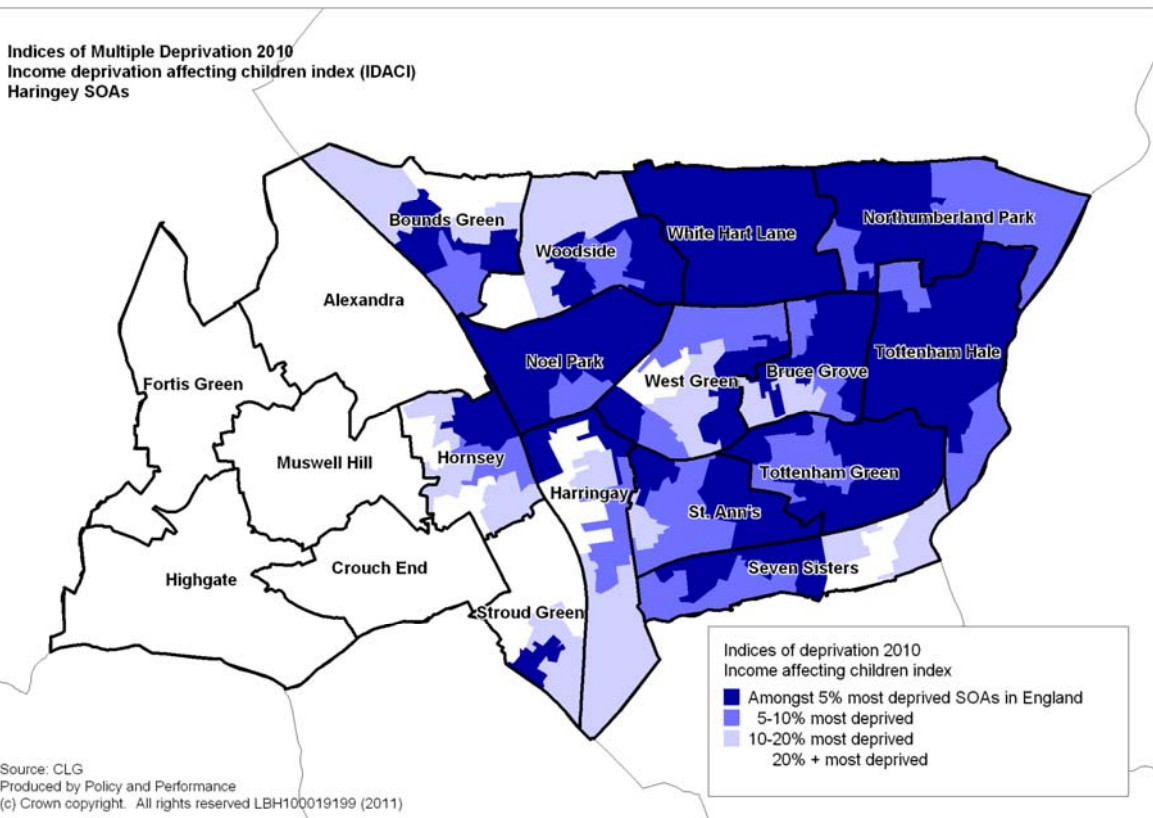 Indices of Multiple Deprivation 2010
Income deprivation affecting children index (IDACI)
Haringey SOAs
Bounds Green
Woodside
White Hart Lane
Northumberland Park
Alexandra
Noel Park
Tottenham Hale
Fortis Green
West Green
Bruce Grove
Muswell Hill
Hornsey
Harringay
Tottenham Green
St. Ann's
Highgate
Crouch End
Seven Sisters
Stroud Green
Indices of deprivation 2010
Income affecting children index
Amongst 5% most deprived SOAs in England
5-10% most deprived
10-20% most deprived
20% + most deprived
Source: CLG
Produced by Policy and Performance
(c) Crown copyright. All rights reserved LBH100019199 (2011)